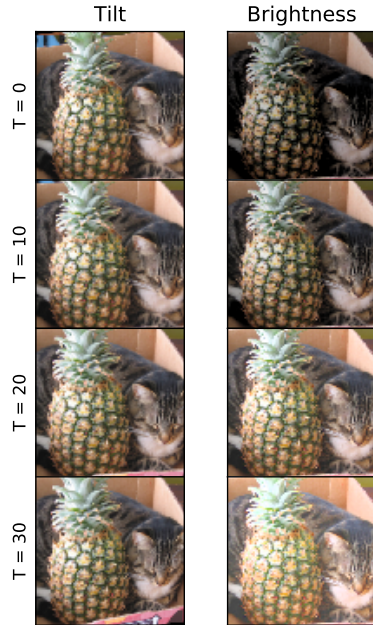 Tilt
Brightness
T = 0
T = 10
T = 20
T = 30